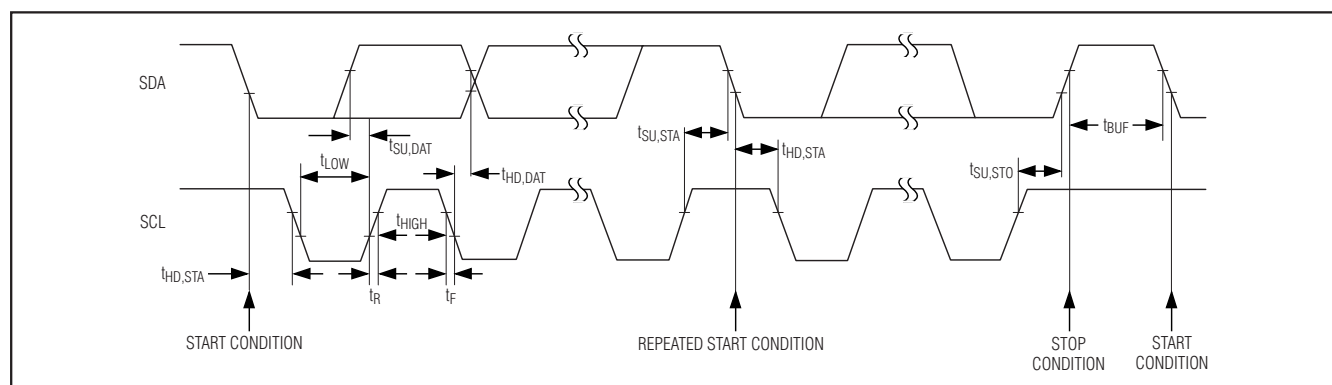 SDA
tSU,DAT
tLOW
tHD,DAT
tSU,STA
tHD,STA
tBUF
tSU,STO
SCL
tHIGH
tHD,STA
tR
tF
START CONDITION
REPEATED START CONDITION
STOP
CONDITION
START
CONDITION